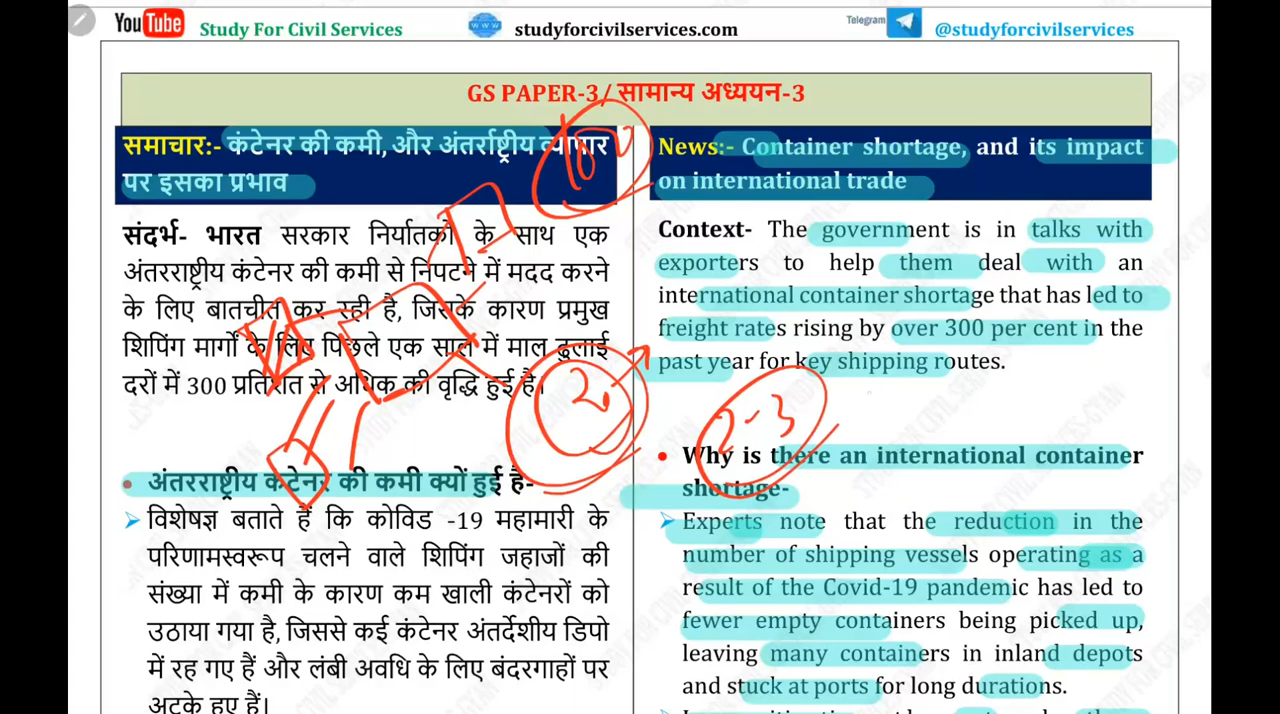 YouTube Study For Civil Services
WWW studyforcivilservices.com
Telegram @studyforcivilservices
GS PAPER-3/ सामान्य अध्ययन-3
समाचार:- कंटेनर की कमी, और अंतर्राष्ट्रीय व्यापार
पर इसका प्रभाव
संदर्भ- भारत सरकार निर्यातकों के साथ एक
अंतरराष्ट्रीय कंटेनर की कमी से निपटने में मदद करने
के लिए बातचीत कर रही है, जिसके कारण प्रमुख
शिपिंग मार्गों के लिए पिछले एक साल में माल ढुलाई
दरों में 300 प्रतिशत से अधिक की वृद्धि हुई है।
• अंतरराष्ट्रीय कंटेनर की कमी क्यों हुई है-
➢ विशेषज्ञ बताते हैं कि कोविड -19 महामारी के
परिणामस्वरूप चलने वाले शिपिंग जहाजों की
संख्या में कमी के कारण कम खाली कंटेनरों को
उठाया गया है, जिससे कई कंटेनर अंतर्देशीय डिपो
में रह गए हैं और लंबी अवधि के लिए बंदरगाहों पर
अटके हुए हैं।
News:- Container shortage, and its impact
on international trade
Context- The government is in talks with
exporters to help them deal with an
international container shortage that has led to
freight rates rising by over 300 per cent in the
past year for key shipping routes.
2-3
• Why is there an international container
shortage-
➢ Experts note that the reduction in the
number of shipping vessels operating as a
result of the Covid-19 pandemic has led to
fewer empty containers being picked up,
leaving many containers in inland depots
and stuck at ports for long durations.